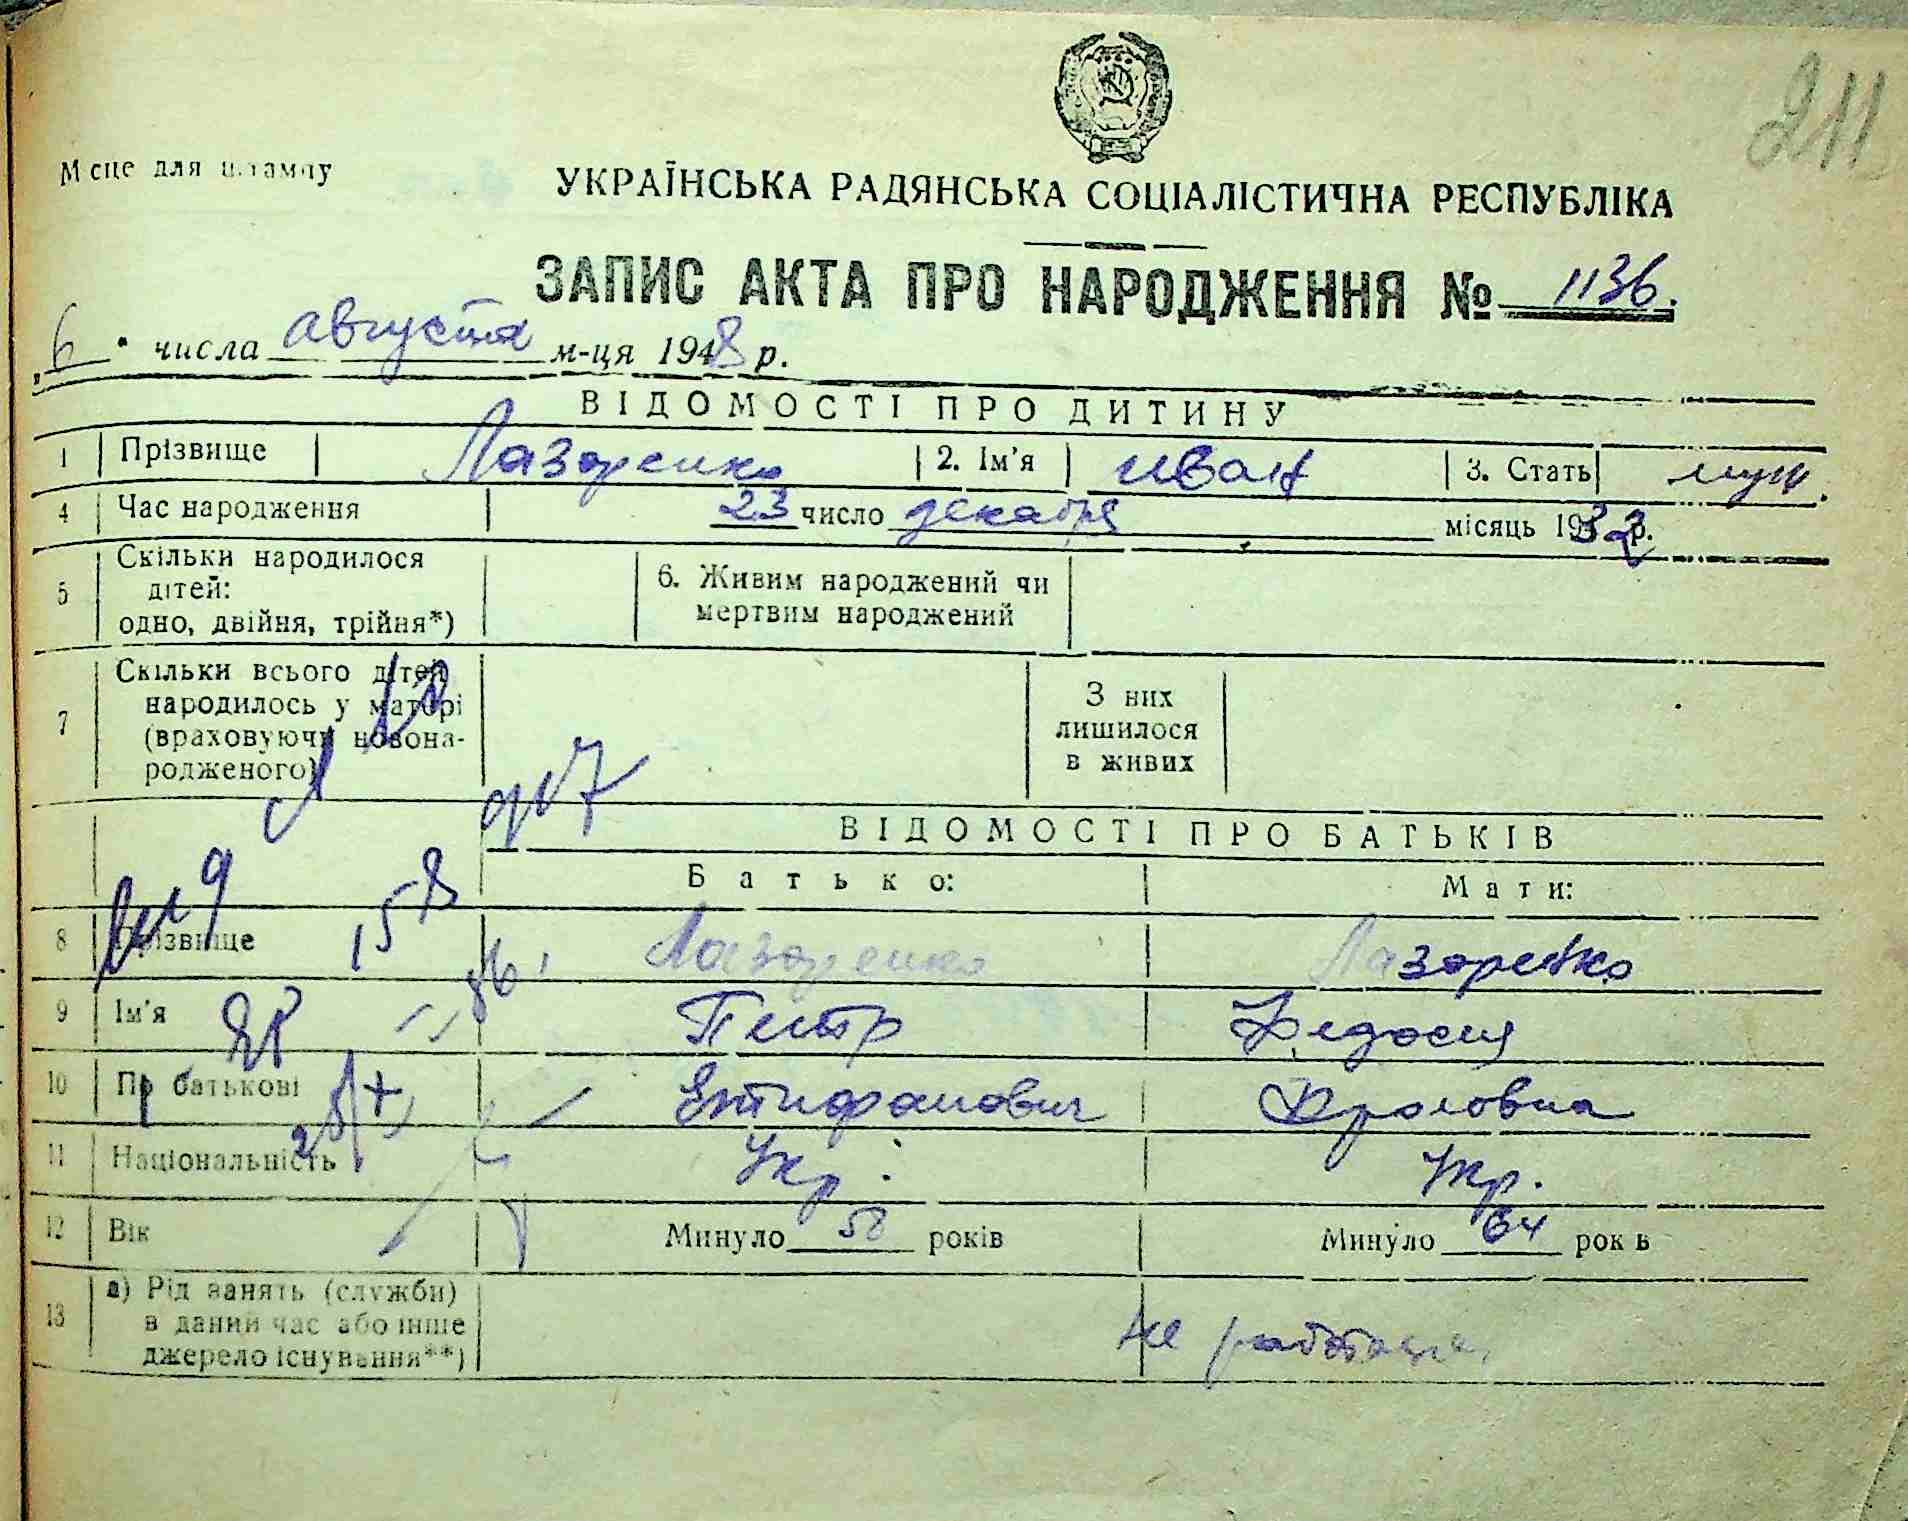 211
Місце для штампу
УКРАЇНСЬКА РАДЯНСЬКА СОЦІАЛІСТИЧНА РЕСПУБЛІКА
ЗАПИС АКТА ПРО НАРОДЖЕННЯ № 1136.
„6" числа августа м-ця 1948 р.
ВІДОМОСТІ ПРО ДИТИНУ
1 Прізвище Лазоренко 2. Ім'я Иван 3. Стать муж.
4 Час народження 23 число декабря місяць 1932 р.
5 Скільки народилося дітей: одно, двійня, трійня*) 6. Живим народжений чи мертвим народжений
7 Скільки всього дітей народилось у матері (враховуючи новонародженого) З них лишилося в живих
ВІДОМОСТІ ПРО БАТЬКІВ
Батько: Мати:
8 Прізвище Лазоренко Лазоренко
9 Ім'я Петр Федосия
10 По батькові Епифанович Фроловна
11 Національність Укр. Укр.
12 Вік Минуло років Минуло років
13 а) Рід занять (служби) в даний час або інше джерело існування**) не